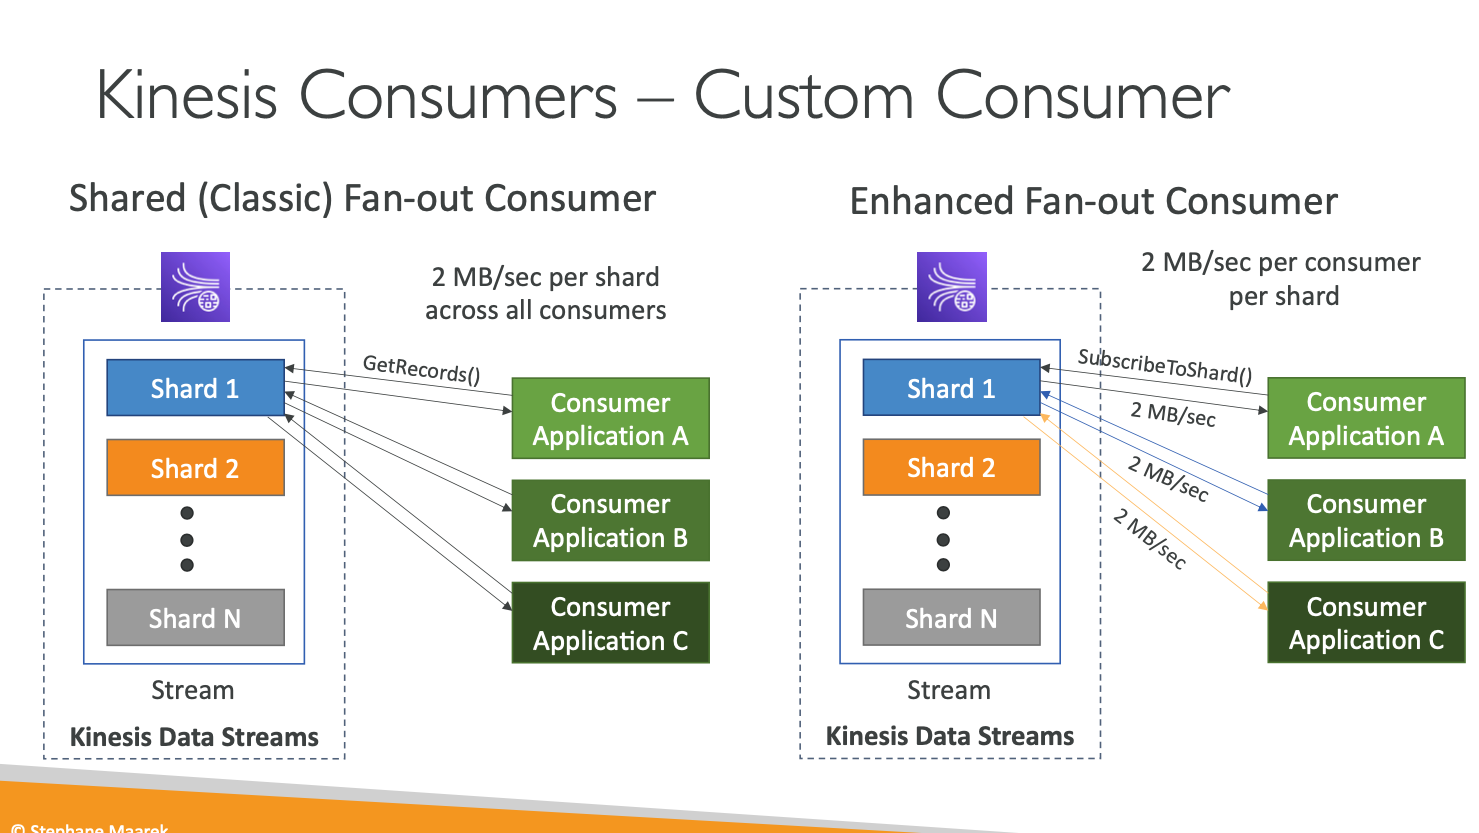 Kinesis Consumers – Custom Consumer
Shared (Classic) Fan-out Consumer
2 MB/sec per shard
across all consumers
GetRecords()
Shard 1
Shard 2
Shard N
Stream
Kinesis Data Streams
Consumer
Application A
Consumer
Application B
Consumer
Application C
Enhanced Fan-out Consumer
2 MB/sec per consumer
per shard
SubscribeToShard()
2 MB/sec
2 MB/sec
2 MB/sec
Shard 1
Shard 2
Shard N
Stream
Kinesis Data Streams
Consumer
Application A
Consumer
Application B
Consumer
Application C
© Stephane Maarek